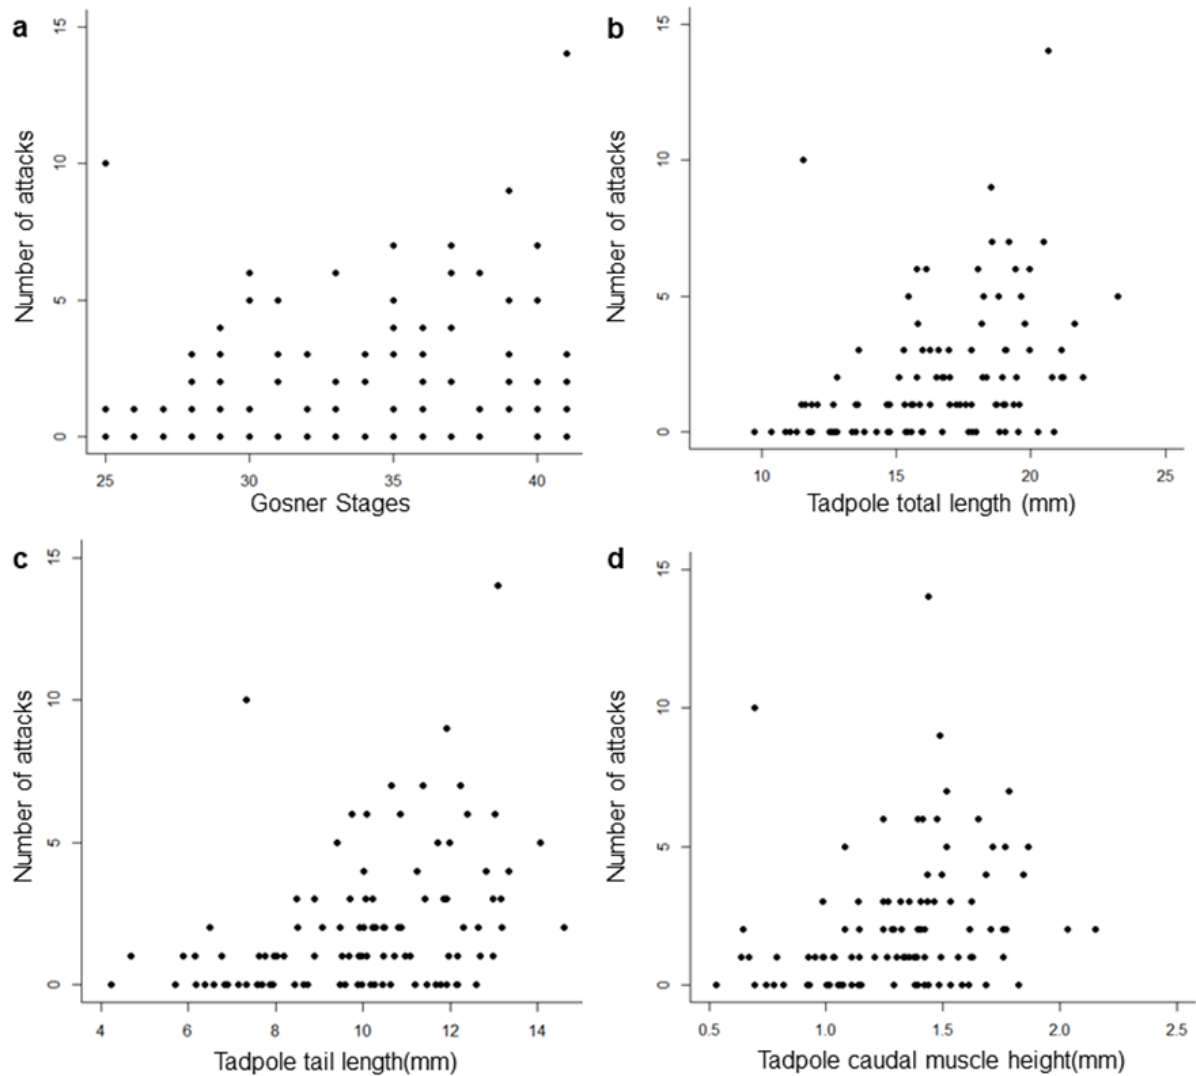 a
15
10
5
0
Number of attacks
25 30 35 40
Gosner Stages
b
15
10
5
0
Number of attacks
10 15 20 25
Tadpole total length (mm)
c
15
10
5
0
Number of attacks
4 6 8 10 12 14
Tadpole tail length(mm)
d
15
10
5
0
Number of attacks
0.5 1.0 1.5 2.0 2.5
Tadpole caudal muscle height(mm)